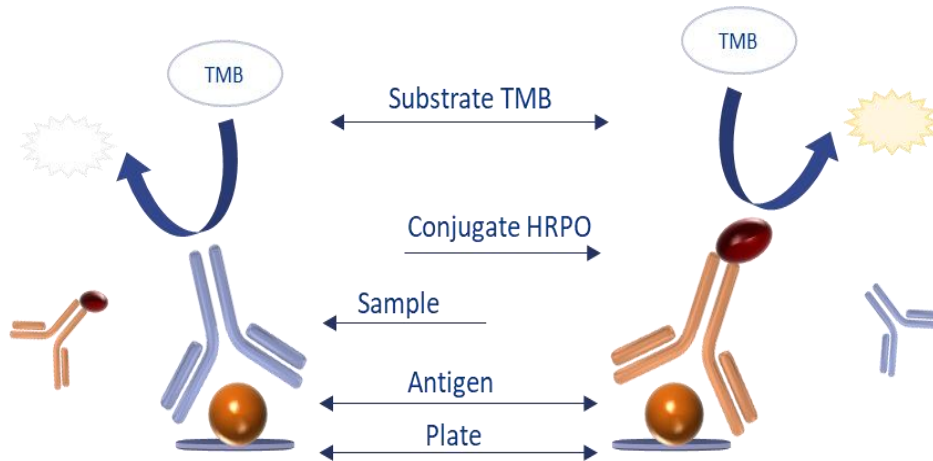 TMB
TMB
Substrate TMB
Conjugate HRPO
Sample
Antigen
Plate